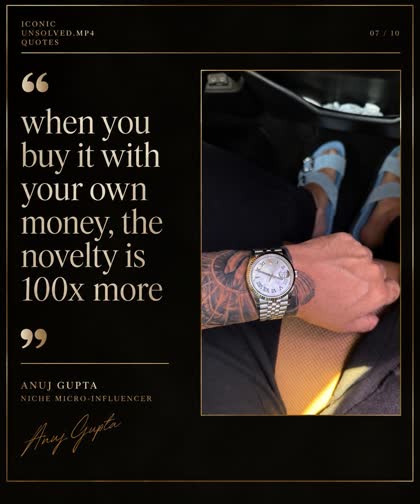 ICONIC
UNSOLVED.MP4
QUOTES
07 / 10
“
when you
buy it with
your own
money, the
novelty is
100x more
”
ANUJ GUPTA
NICHE MICRO-INFLUENCER
Anuj Gupta